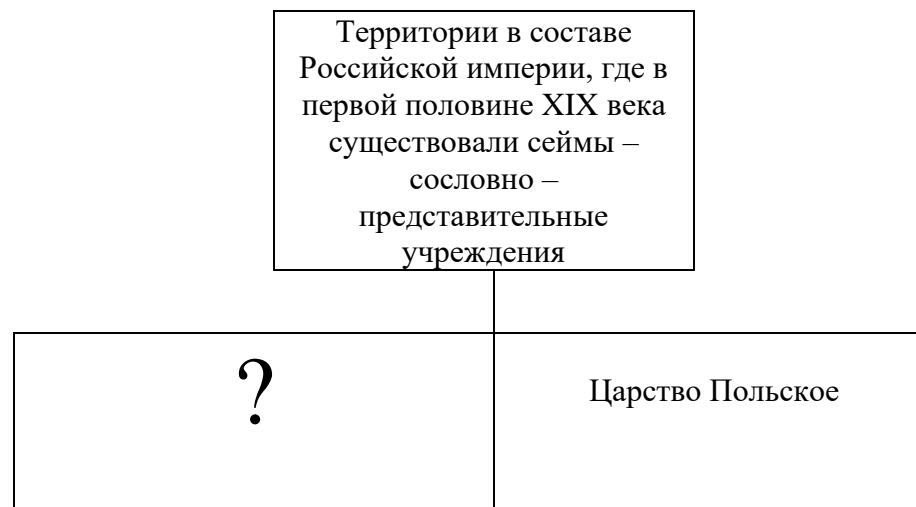 Территории в составе
Российской империи, где в
первой половине XIX века
существовали сеймы –
сословно –
представительные
учреждения
?
Царство Польское